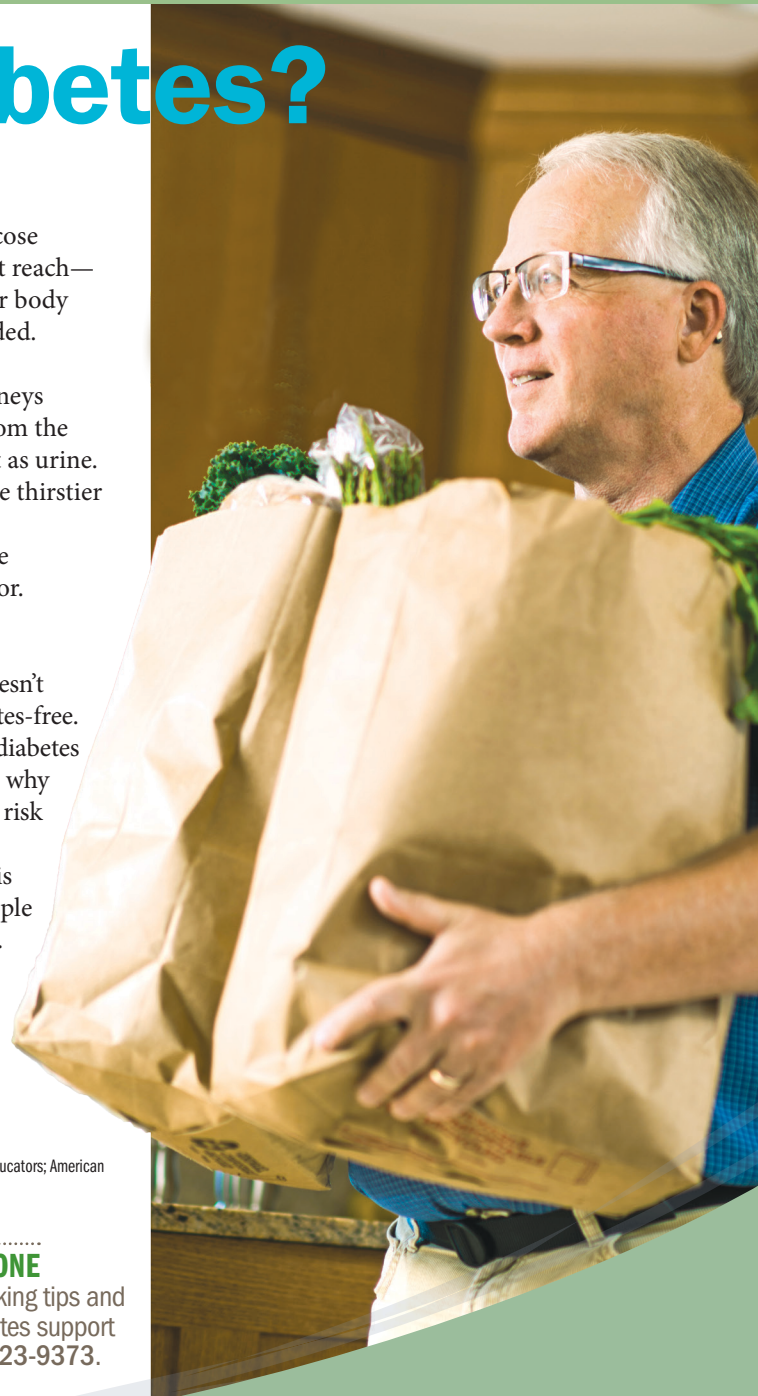 betes?
cose
t reach—
r body
ded.
neys
om the
t as urine.
e thirstier
e
or.
esn’t
tes-free.
diabetes
why
risk
is
ple
.
ucators; American
ONE
king tips and
tes support
23-9373.